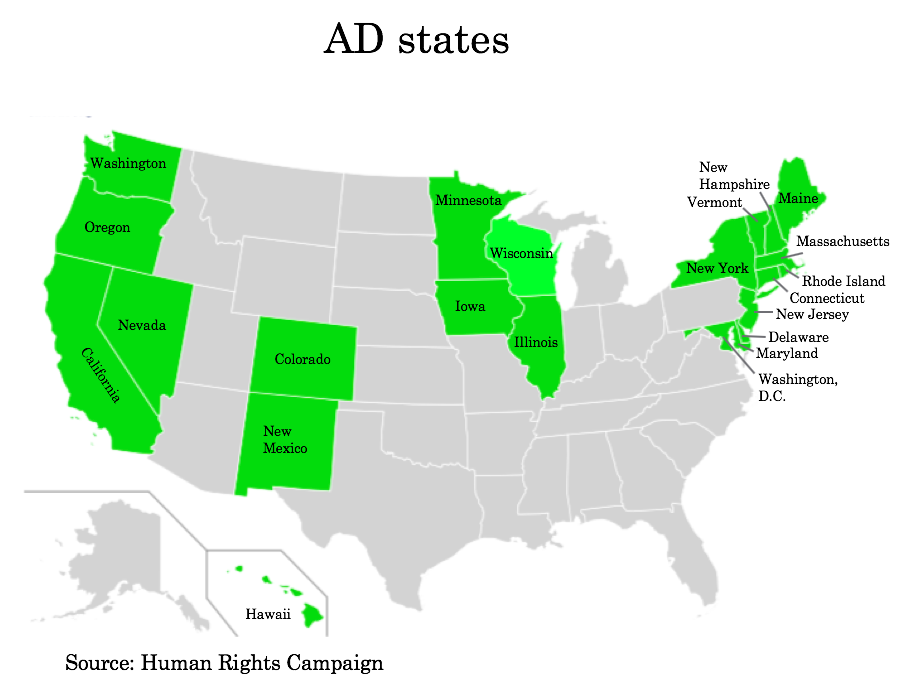 AD states
Washington
Oregon
California
Nevada
Colorado
New
Mexico
Minnesota
Wisconsin
Iowa
Illinois
New
Hampshire
Vermont
Maine
Massachusetts
New York
Rhode Island
Connecticut
New Jersey
Delaware
Maryland
Washington,
D.C.
Hawaii
Source: Human Rights Campaign